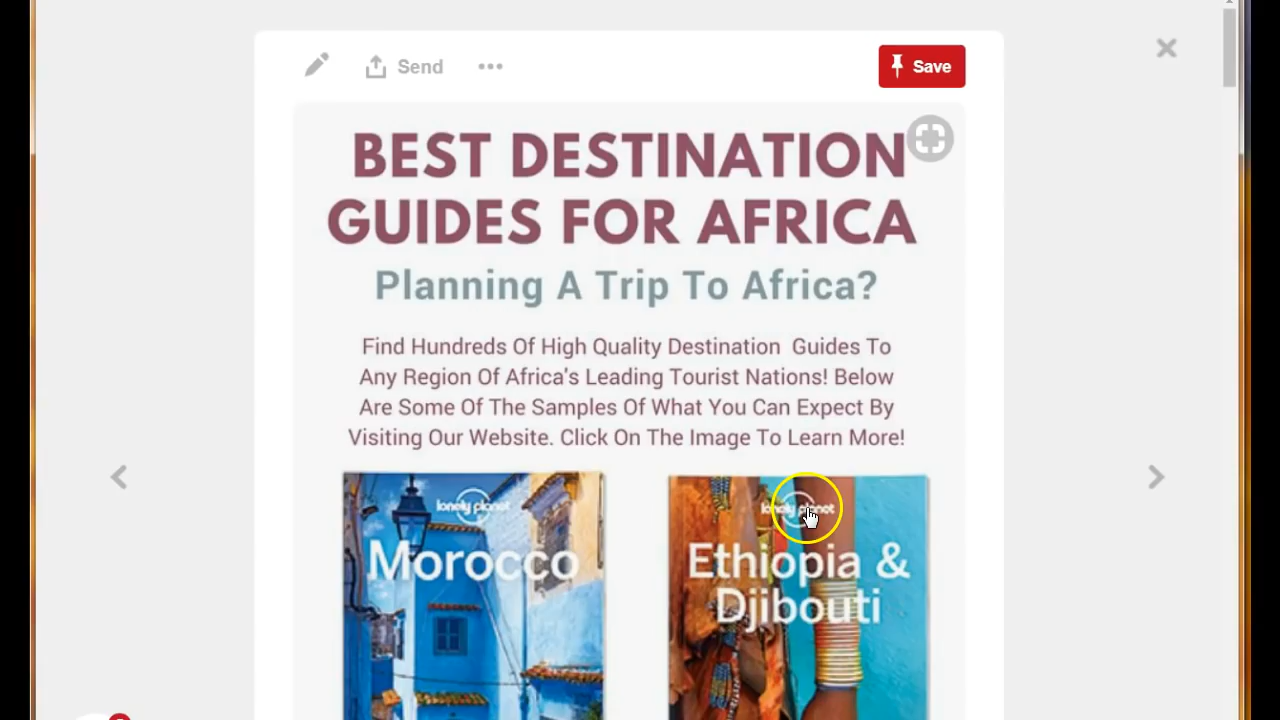 Send
Save
BEST DESTINATION
GUIDES FOR AFRICA
Planning A Trip To Africa?
Find Hundreds Of High Quality Destination Guides To
Any Region Of Africa's Leading Tourist Nations! Below
Are Some Of The Samples Of What You Can Expect By
Visiting Our Website. Click On The Image To Learn More!
lonely planet
Morocco
lonely planet
Ethiopia &
Djibouti